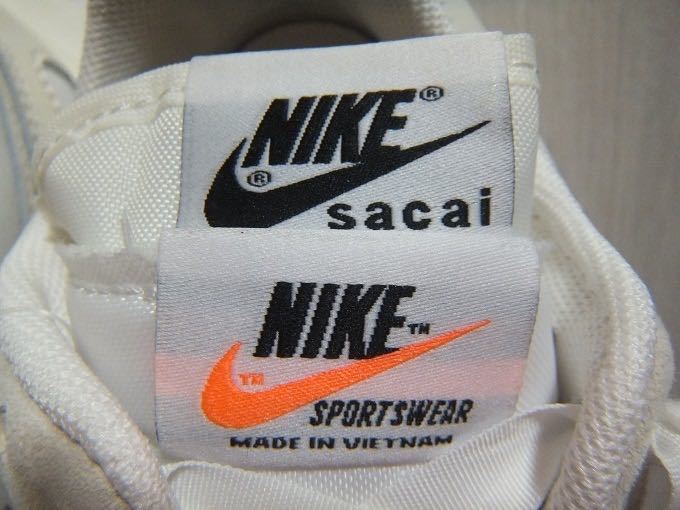 NIKE®
®
sacai
NIKE™
™
SPORTSWEAR
MADE IN VIETNAM